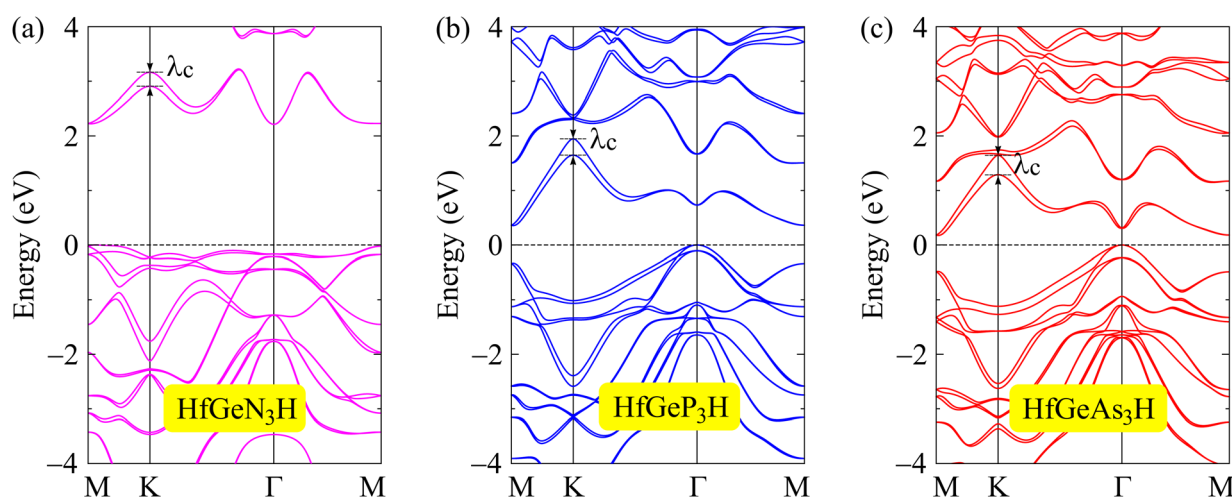 (a)
Energy (eV)
4
2
0
−2
−4
λc
HfGeN₃H
M K Γ M
(b)
Energy (eV)
4
2
0
−2
−4
λc
HfGeP₃H
M K Γ M
(c)
Energy (eV)
4
2
0
−2
−4
λc
HfGeAs₃H
M K Γ M